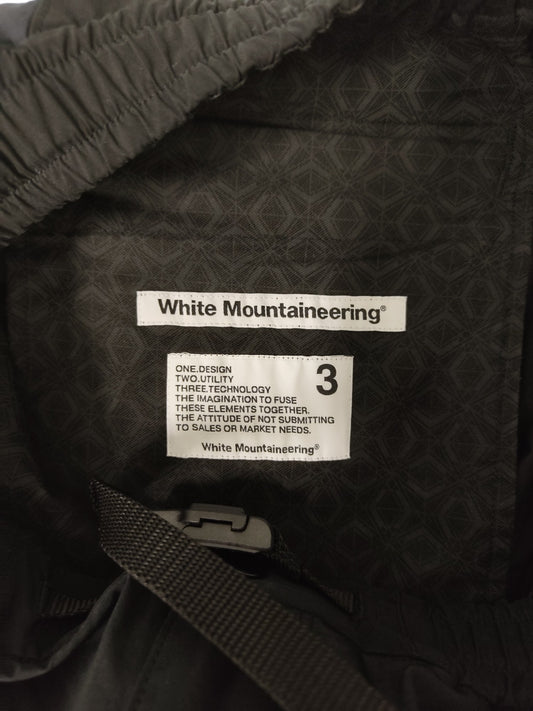 White Mountaineering®
3
ONE.DESIGN
TWO.UTILITY
THREE.TECHNOLOGY
THE IMAGINATION TO FUSE
THESE ELEMENTS TOGETHER.
THE ATTITUDE OF NOT SUBMITTING
TO SALES OR MARKET NEEDS.
White Mountaineering®